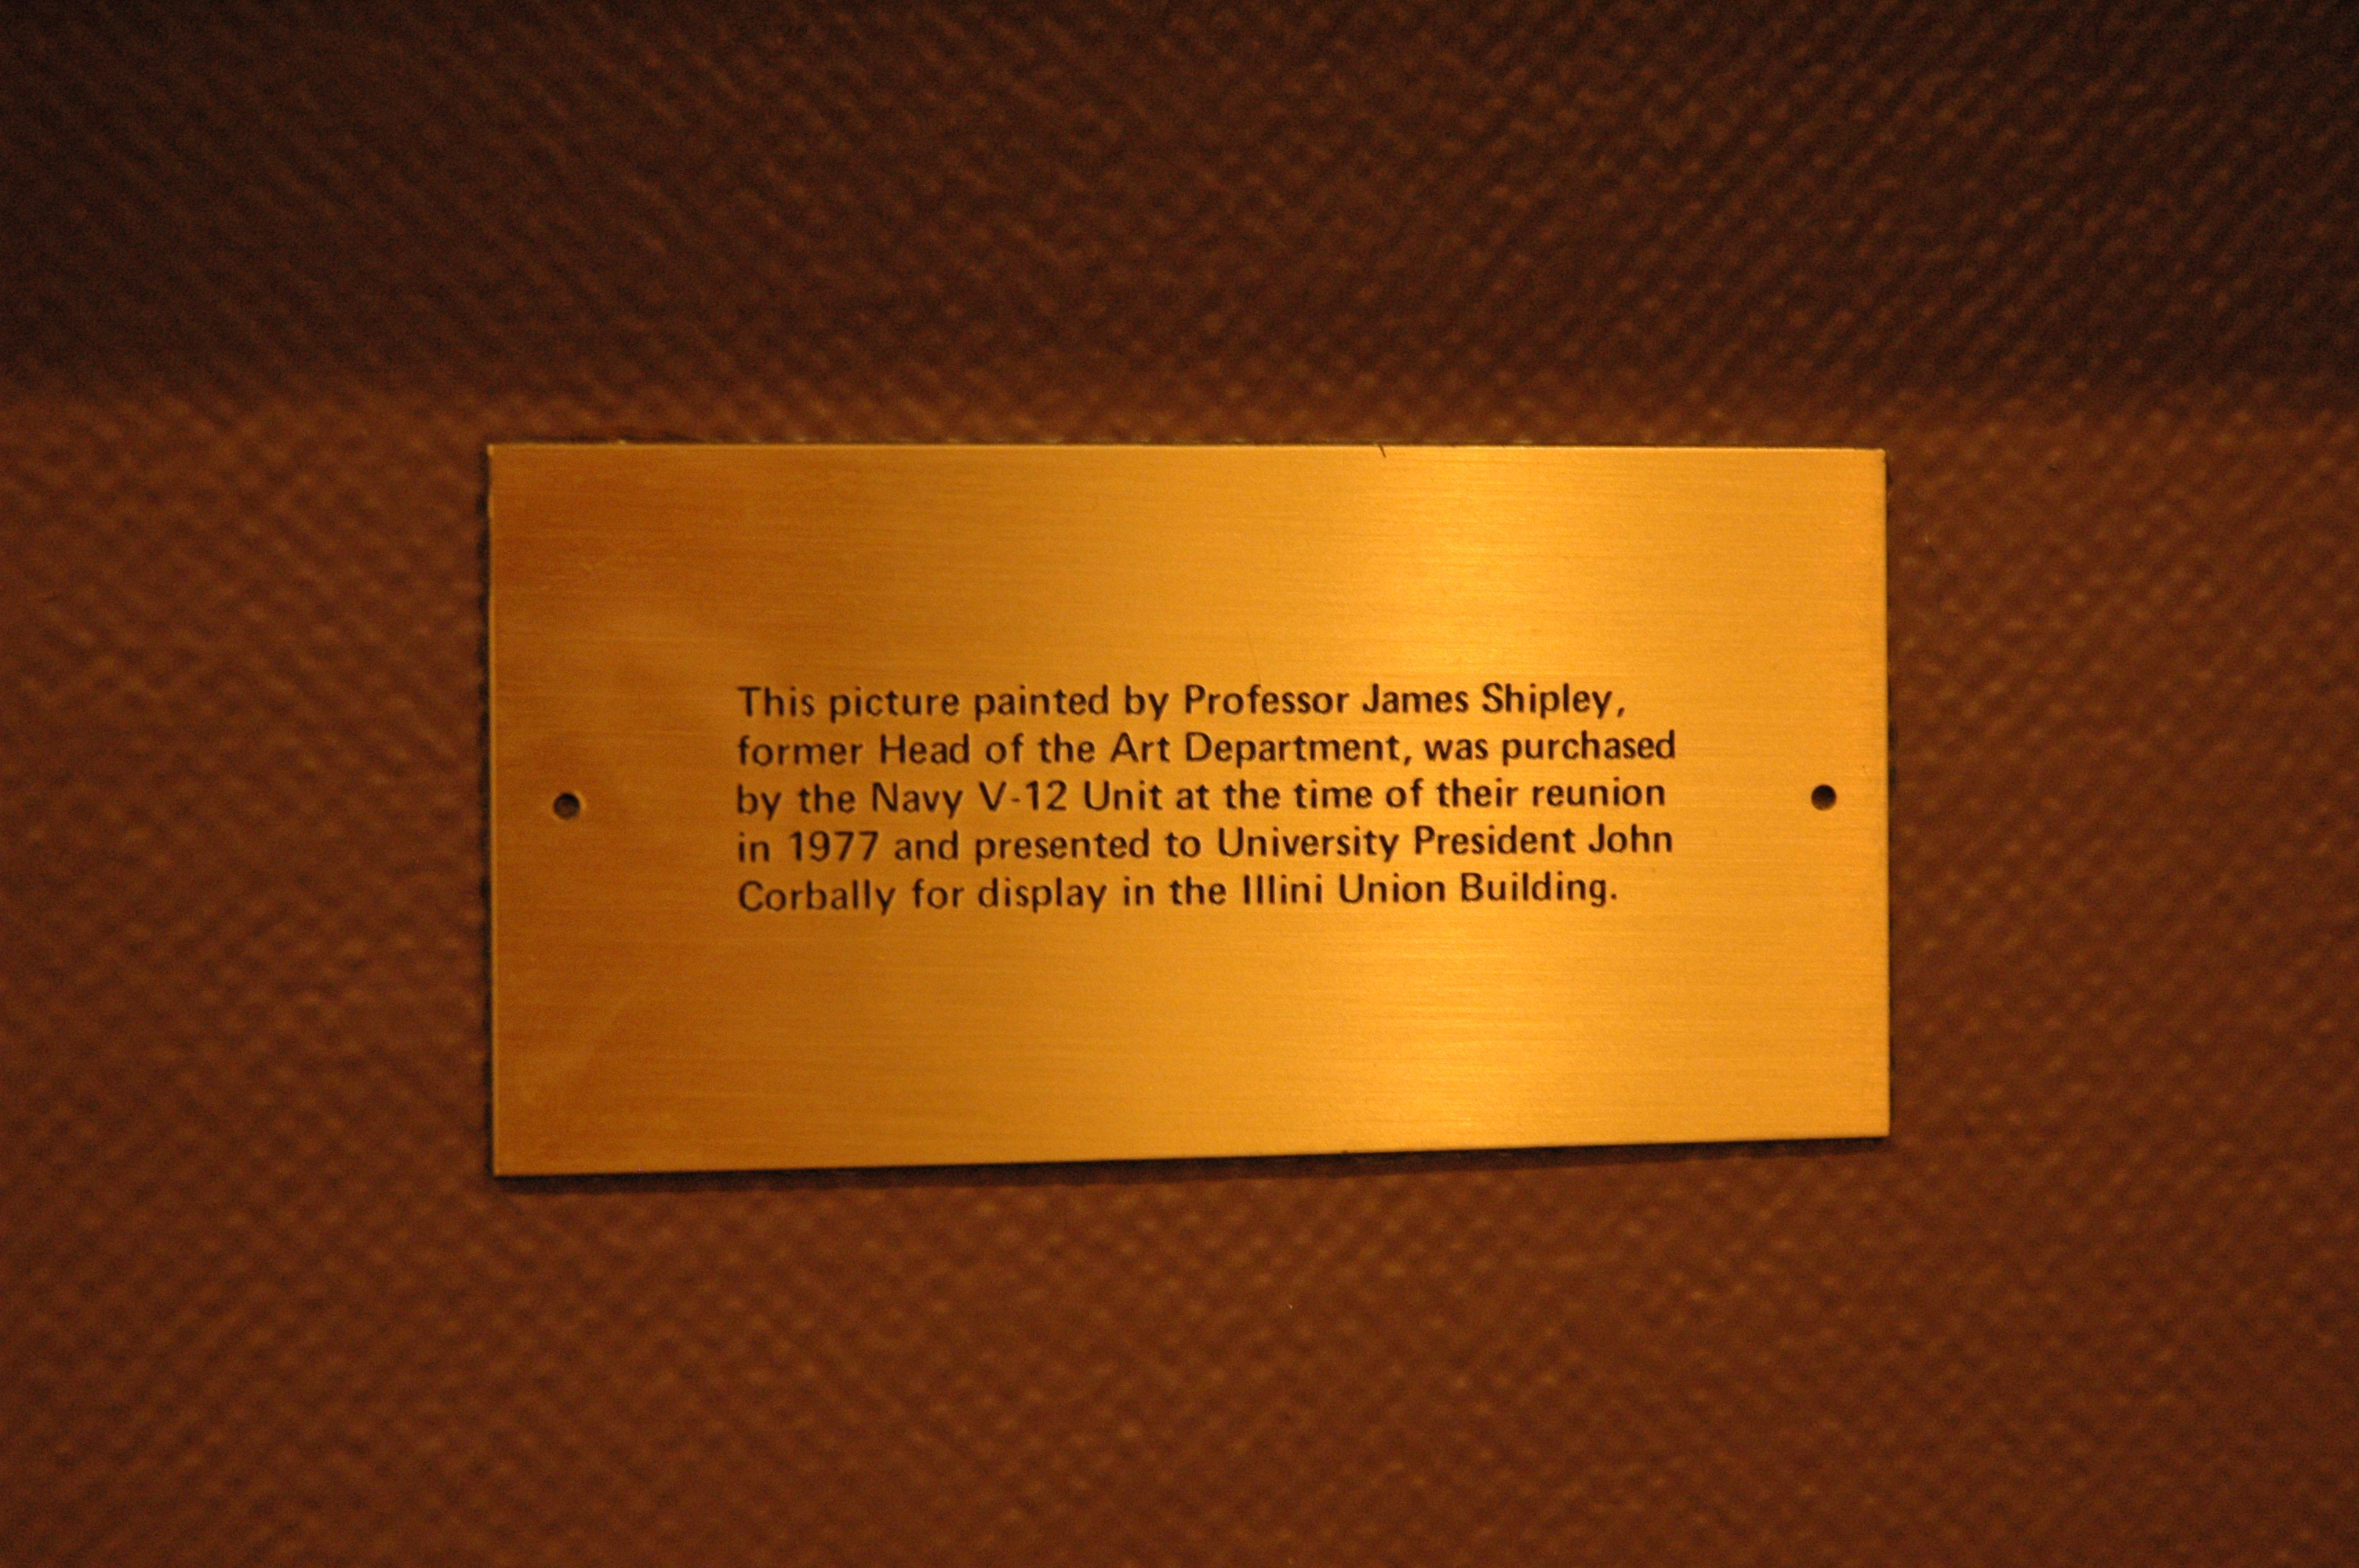 This picture painted by Professor James Shipley,
former Head of the Art Department, was purchased
by the Navy V-12 Unit at the time of their reunion
in 1977 and presented to University President John
Corbally for display in the Illini Union Building.